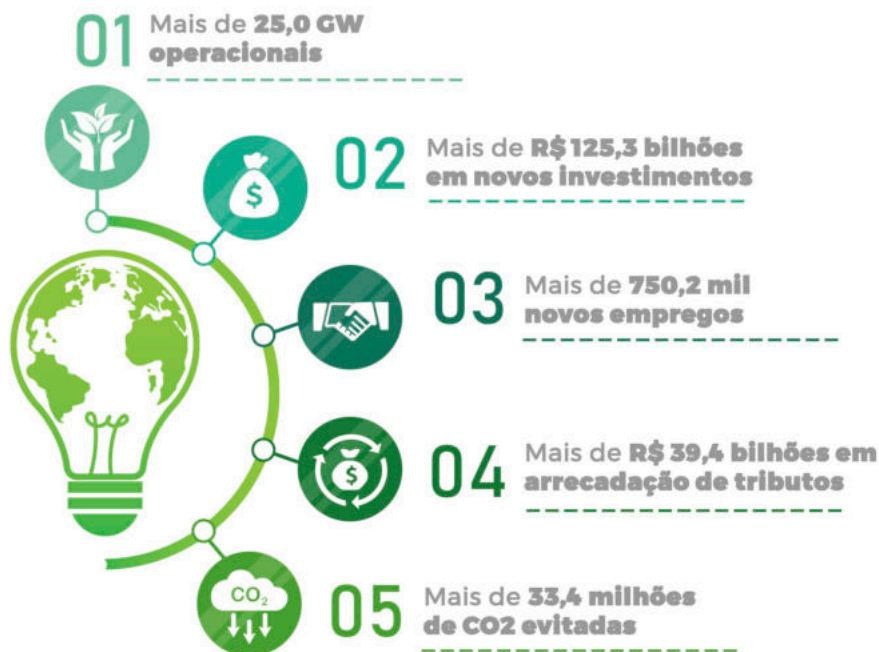 01
Mais de 25,0 GW
operacionais
$
02
Mais de R$ 125,3 bilhões
em novos investimentos
03
Mais de 750,2 mil
novos empregos
$
04
Mais de R$ 39,4 bilhões em
arrecadação de tributos
CO₂
05
Mais de 33,4 milhões
de CO2 evitadas